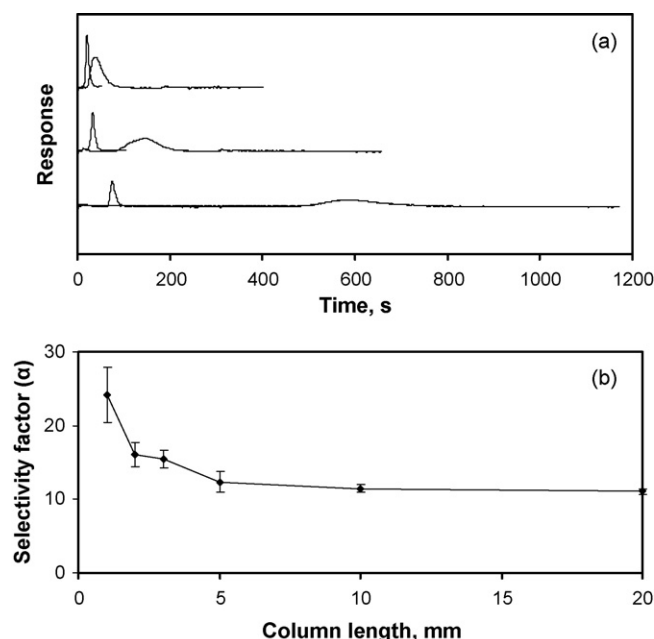 (a)
Response
0 200 400 600 800 1000 1200
Time, s
(b)
Selectivity factor (α)
30
20
10
0
0 5 10 15 20
Column length, mm